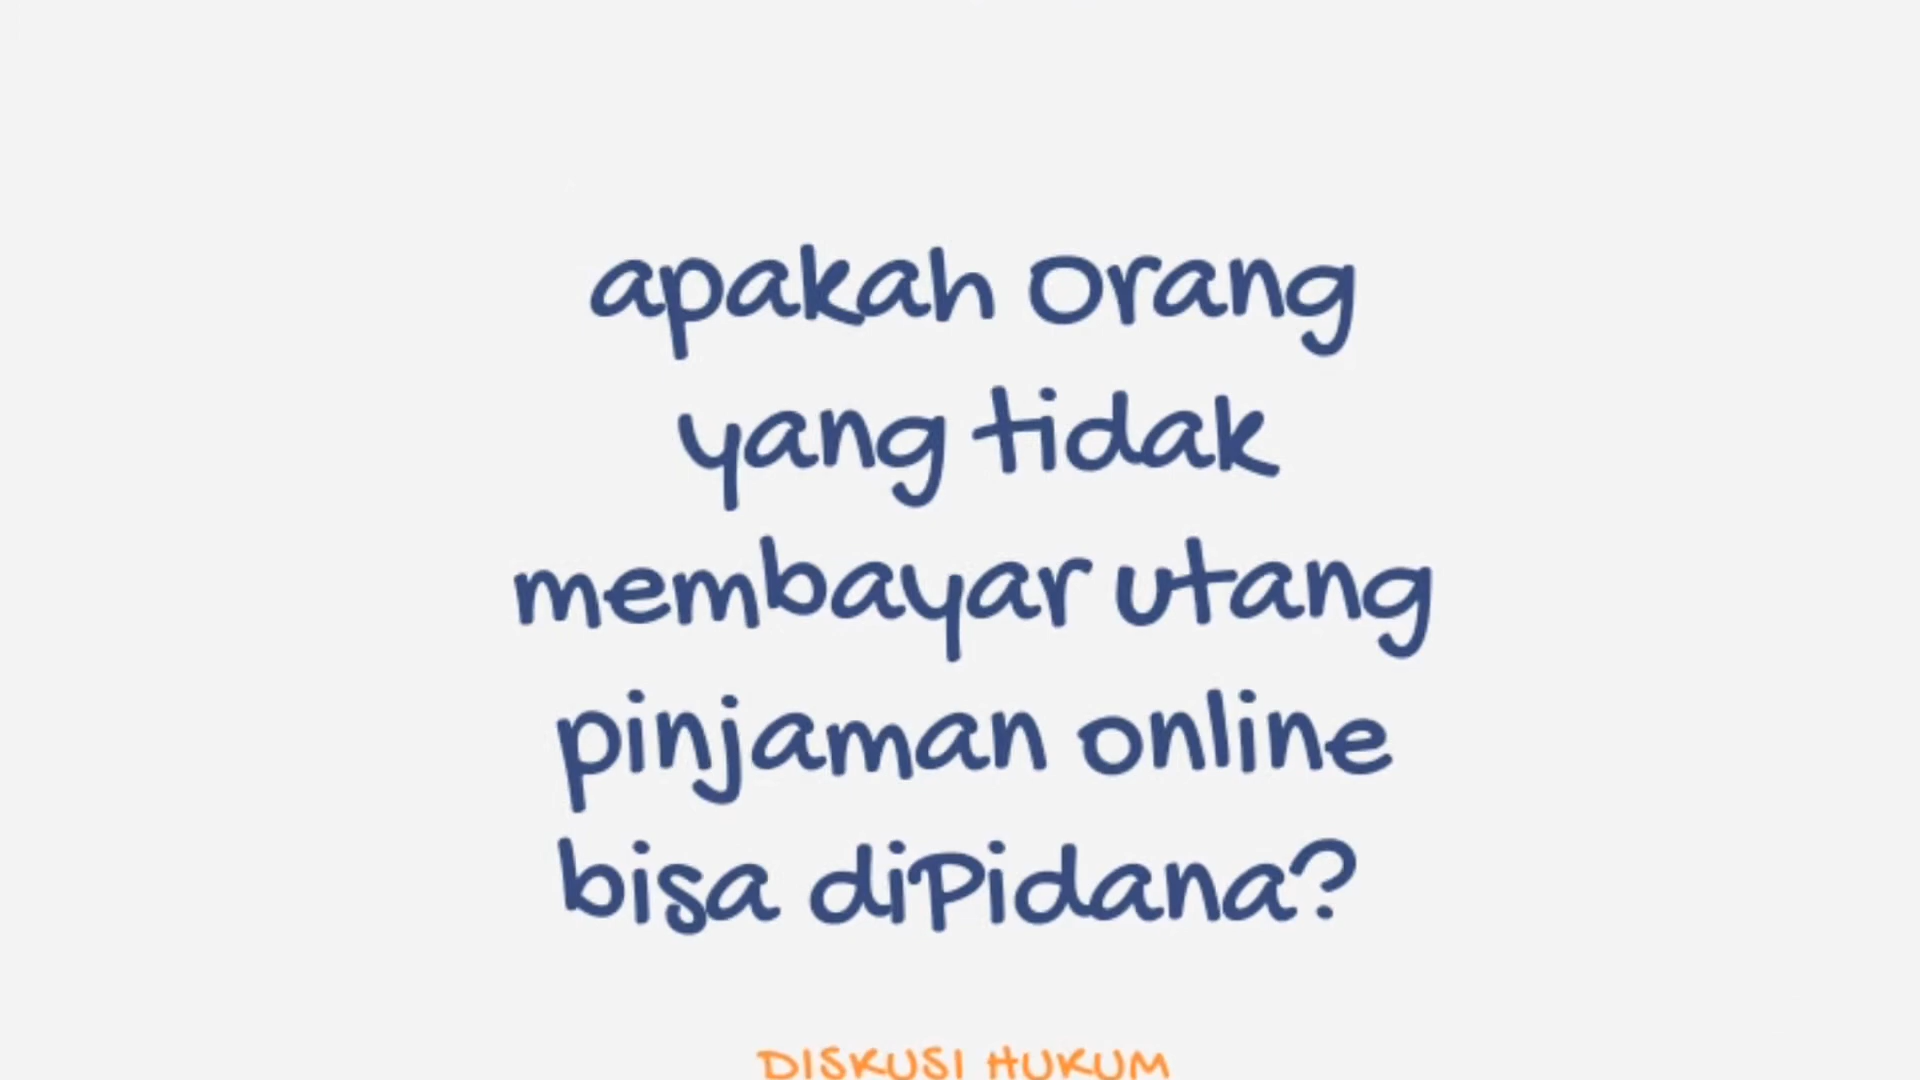 apakah orang
yang tidak
membayar utang
pinjaman online
bisa diPidana?
DISKUSI HUKUM